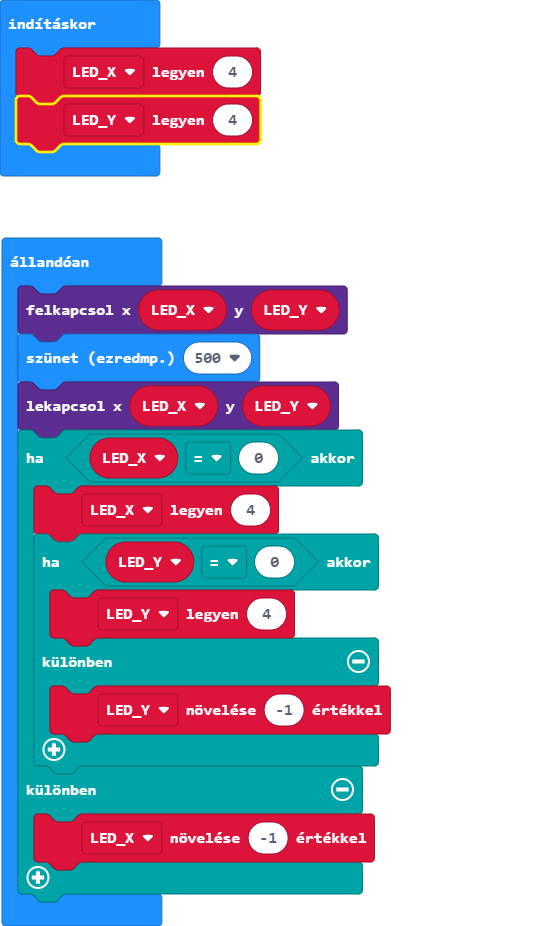 indításkor
LED_X legyen 4
LED_Y legyen 4
állandóan
felkapcsol x LED_X y LED_Y
szünet (ezredmp.) 500
lekapcsol x LED_X y LED_Y
ha LED_X = 0 akkor
LED_X legyen 4
ha LED_Y = 0 akkor
LED_Y legyen 4
különben
LED_Y növelése -1 értékkel
különben
LED_X növelése -1 értékkel